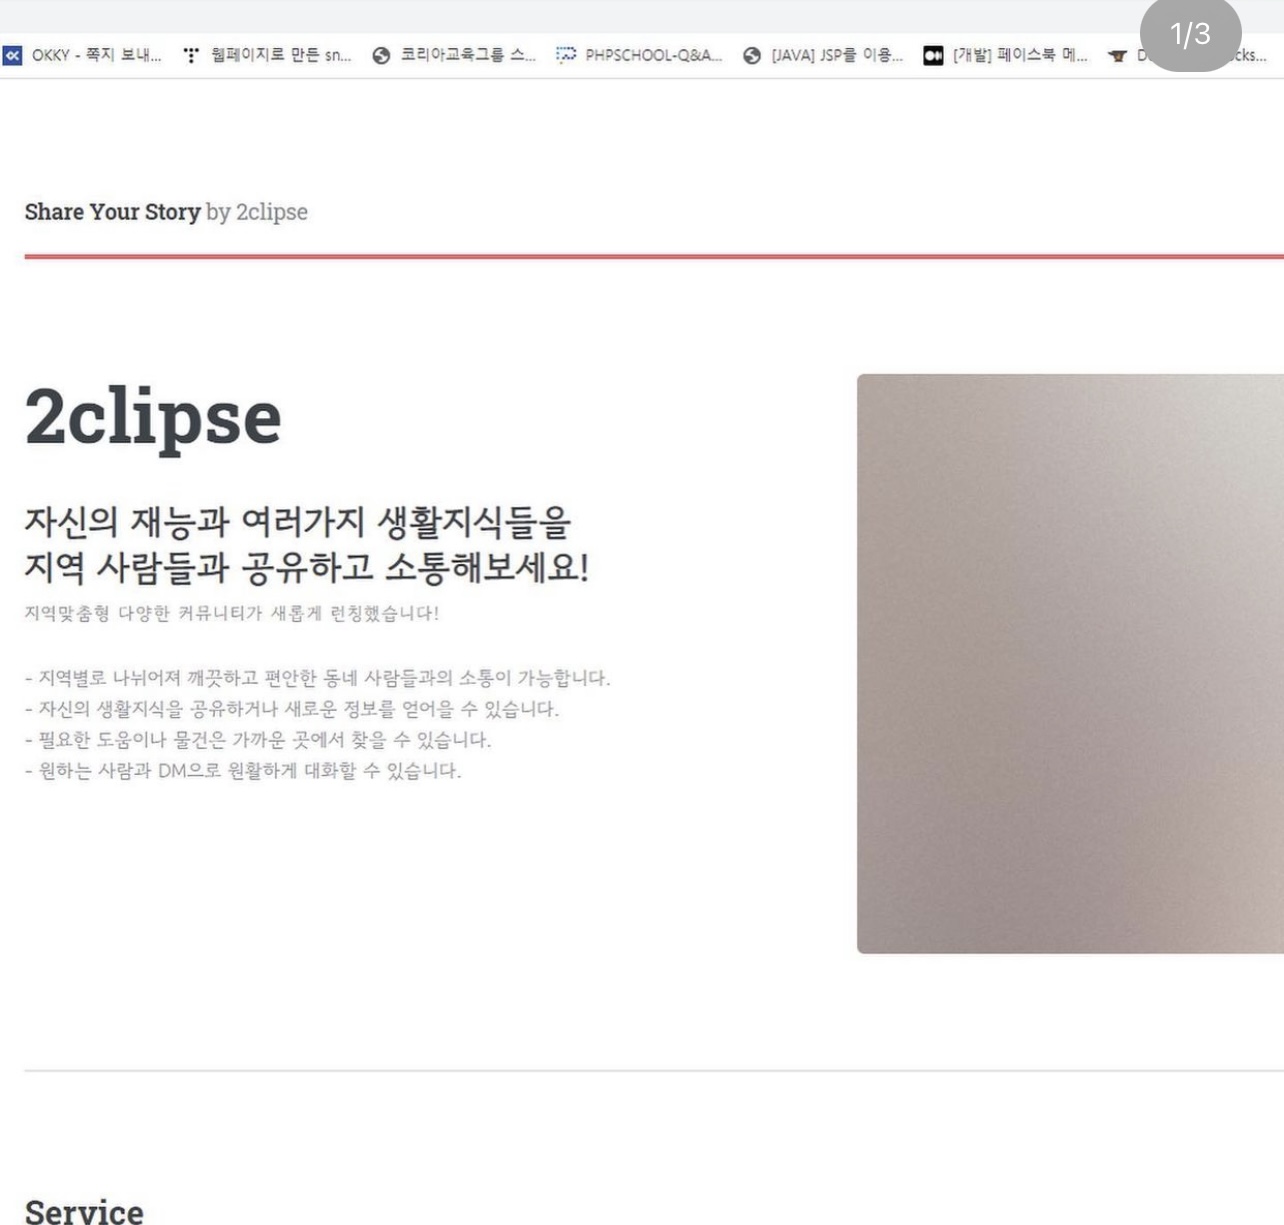 1/3
OKKY - 쪽지 보내... 웹페이지로 만든 sn... 코리아교육그룹 스... PHPSCHOOL-Q&A... [JAVA] JSP를 이용... [개발] 페이스북 메...
Share Your Story by 2clipse
2clipse
자신의 재능과 여러가지 생활지식들을
지역 사람들과 공유하고 소통해보세요!
지역맞춤형 다양한 커뮤니티가 새롭게 런칭했습니다!
- 지역별로 나뉘어져 깨끗하고 편안한 동네 사람들과의 소통이 가능합니다.
- 자신의 생활지식을 공유하거나 새로운 정보를 얻어을 수 있습니다.
- 필요한 도움이나 물건은 가까운 곳에서 찾을 수 있습니다.
- 원하는 사람과 DM으로 원활하게 대화할 수 있습니다.
Service